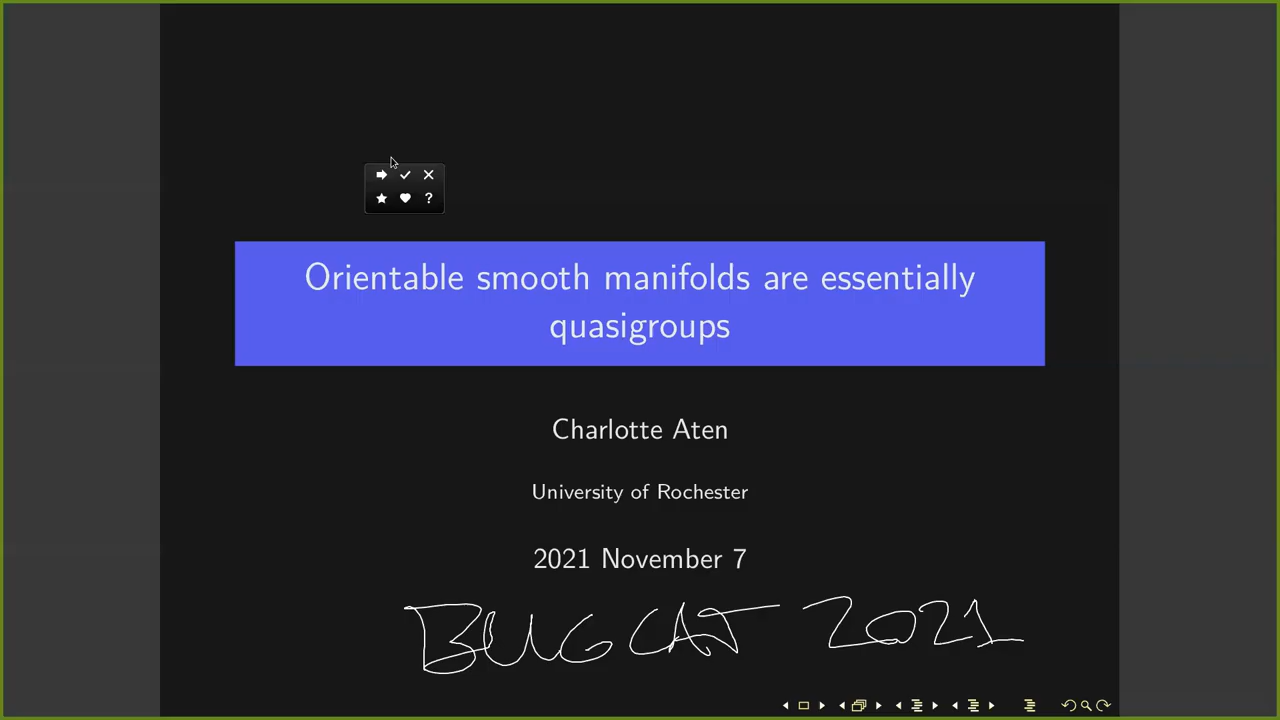 Orientable smooth manifolds are essentially
quasigroups
Charlotte Aten
University of Rochester
2021 November 7
BUGCAT 2021